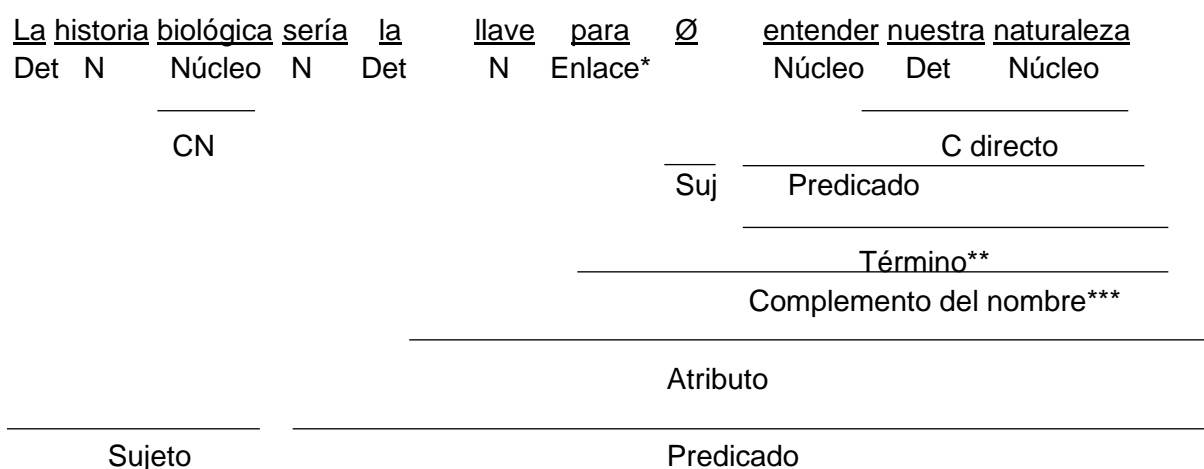 La historia biológica sería la llave para Ø entender nuestra naturaleza
Det N Núcleo N Det N Enlace* Núcleo Det Núcleo
CN C directo
Suj Predicado
Término**
Complemento del nombre***
Atributo
Sujeto Predicado